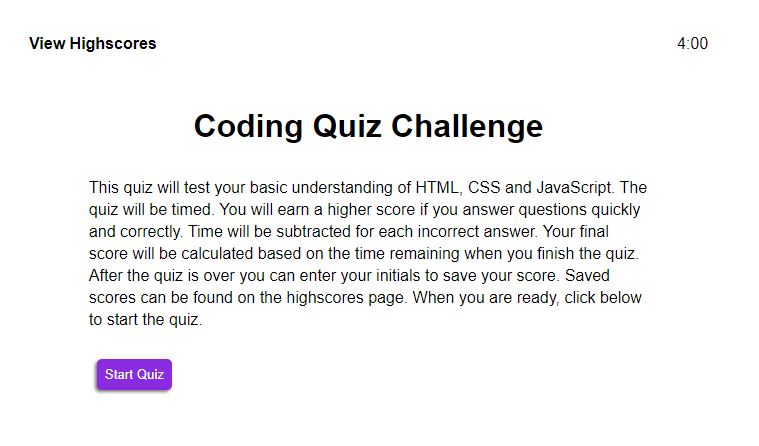 View Highscores
4:00
Coding Quiz Challenge
This quiz will test your basic understanding of HTML, CSS and JavaScript. The
quiz will be timed. You will earn a higher score if you answer questions quickly
and correctly. Time will be subtracted for each incorrect answer. Your final
score will be calculated based on the time remaining when you finish the quiz.
After the quiz is over you can enter your initials to save your score. Saved
scores can be found on the highscores page. When you are ready, click below
to start the quiz.
Start Quiz